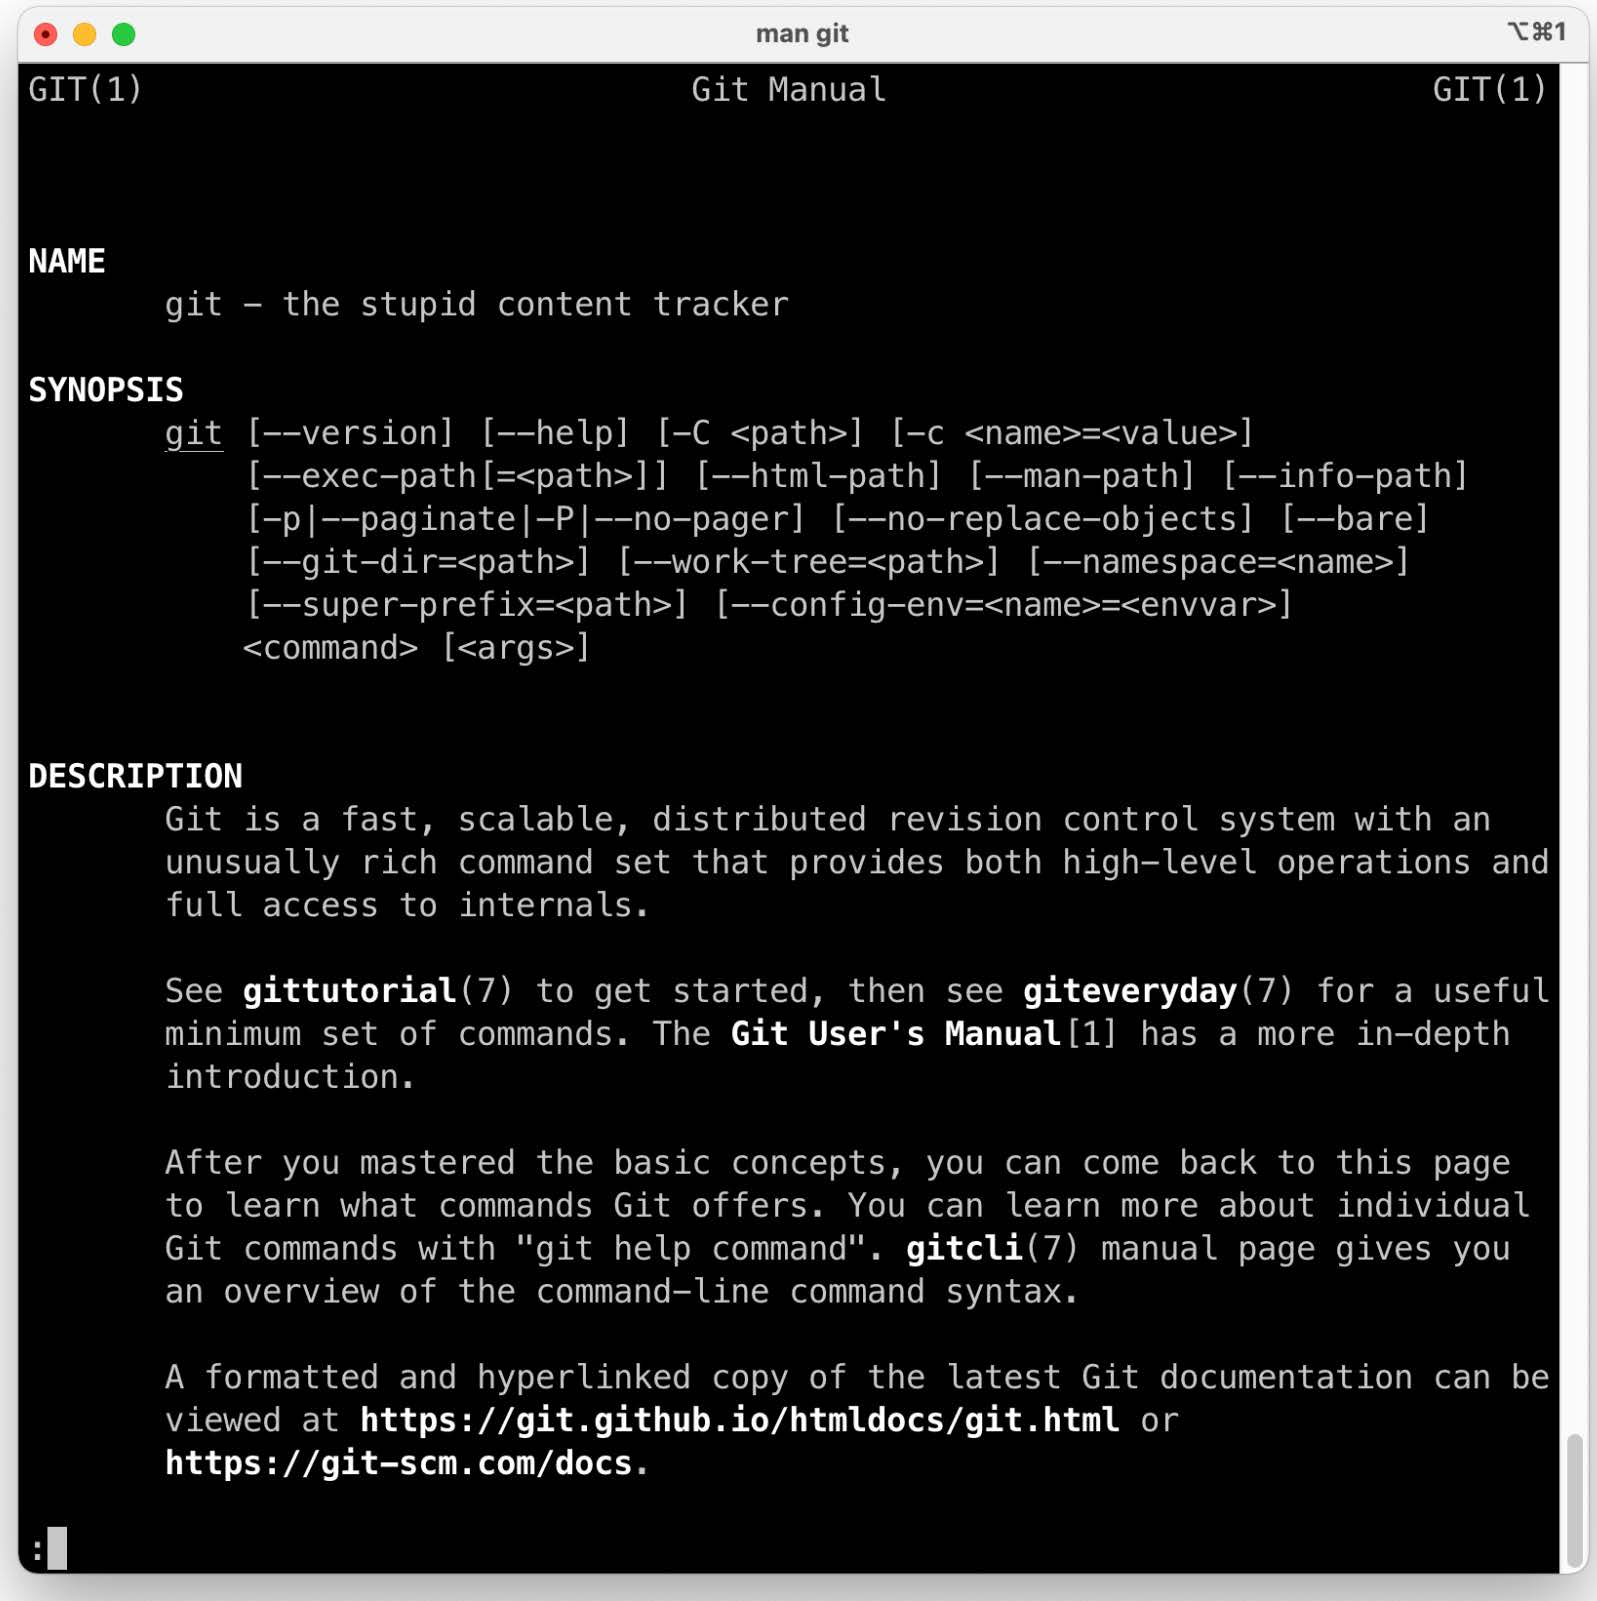 man git ⌥⌘1
GIT(1) Git Manual GIT(1)
NAME
git - the stupid content tracker
SYNOPSIS
git [--version] [--help] [-C <path>] [-c <name>=<value>]
[--exec-path[=<path>]] [--html-path] [--man-path] [--info-path]
[-p|--paginate|-P|--no-pager] [--no-replace-objects] [--bare]
[--git-dir=<path>] [--work-tree=<path>] [--namespace=<name>]
[--super-prefix=<path>] [--config-env=<name>=<envvar>]
<command> [<args>]
DESCRIPTION
Git is a fast, scalable, distributed revision control system with an
unusually rich command set that provides both high-level operations and
full access to internals.
See gittutorial(7) to get started, then see giteveryday(7) for a useful
minimum set of commands. The Git User's Manual[1] has a more in-depth
introduction.
After you mastered the basic concepts, you can come back to this page
to learn what commands Git offers. You can learn more about individual
Git commands with "git help command". gitcli(7) manual page gives you
an overview of the command-line command syntax.
A formatted and hyperlinked copy of the latest Git documentation can be
viewed at https://git.github.io/htmldocs/git.html or
https://git-scm.com/docs.
: